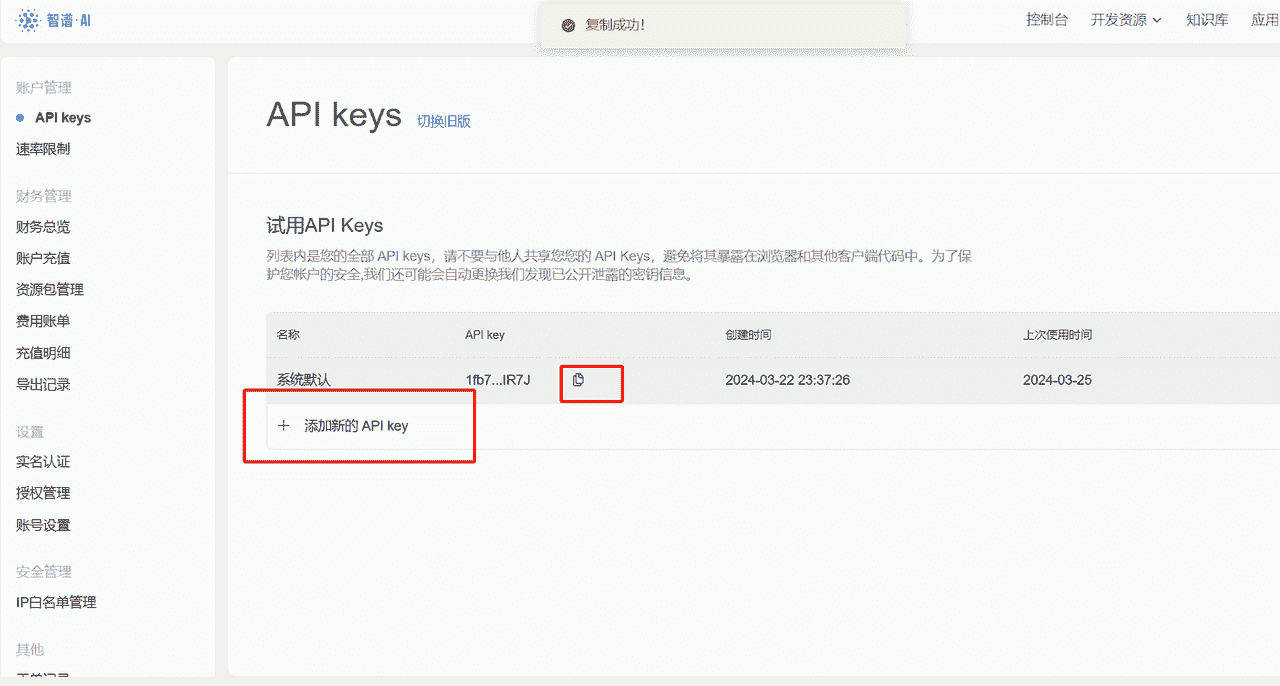 智谱·AI
复制成功!
控制台 开发资源 知识库 应用
账户管理
API keys
速率限制
财务管理
财务总览
账户充值
资源包管理
费用账单
充值明细
导出记录
设置
实名认证
授权管理
账号设置
安全管理
IP白名单管理
其他
API keys 切换旧版
试用API Keys
列表内是您的全部 API keys，请不要与他人共享您您的 API Keys，避免将其暴露在浏览器和其他客户端代码中。为了保
护您帐户的安全,我们还可能会自动更换我们发现已公开泄露的密钥信息。
名称 API key 创建时间 上次使用时间
系统默认 1fb7...IR7J 2024-03-22 23:37:26 2024-03-25
+ 添加新的 API key